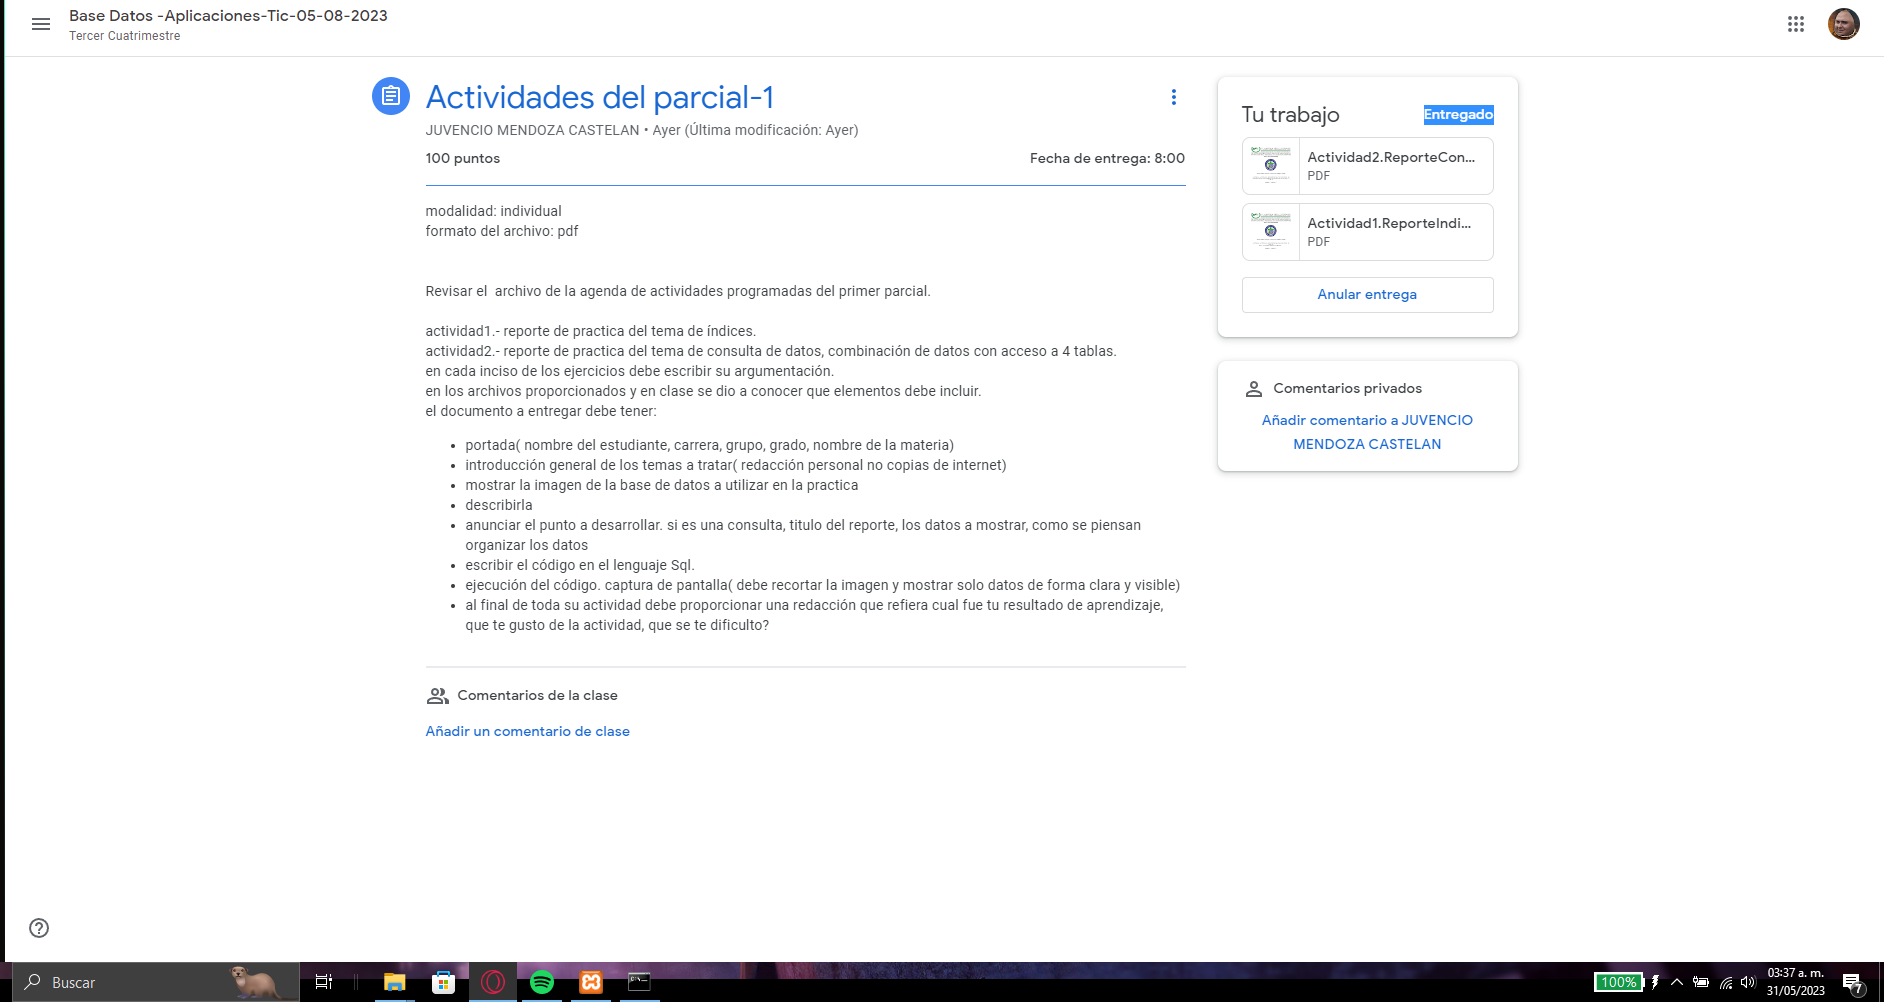 Base Datos -Aplicaciones-Tic-05-08-2023
Tercer Cuatrimestre
Actividades del parcial-1
JUVENCIO MENDOZA CASTELAN • Ayer (Última modificación: Ayer)
100 puntos
Fecha de entrega: 8:00
modalidad: individual
formato del archivo: pdf
Revisar el  archivo de la agenda de actividades programadas del primer parcial.
actividad1.- reporte de practica del tema de índices.
actividad2.- reporte de practica del tema de consulta de datos, combinación de datos con acceso a 4 tablas.
en cada inciso de los ejercicios debe escribir su argumentación.
en los archivos proporcionados y en clase se dio a conocer que elementos debe incluir.
el documento a entregar debe tener:
• portada( nombre del estudiante, carrera, grupo, grado, nombre de la materia)
• introducción general de los temas a tratar( redacción personal no copias de internet)
• mostrar la imagen de la base de datos a utilizar en la practica
• describirla
• anunciar el punto a desarrollar. si es una consulta, titulo del reporte, los datos a mostrar, como se piensan
organizar los datos
• escribir el código en el lenguaje Sql.
• ejecución del código. captura de pantalla( debe recortar la imagen y mostrar solo datos de forma clara y visible)
• al final de toda su actividad debe proporcionar una redacción que refiera cual fue tu resultado de aprendizaje,
que te gusto de la actividad, que se te dificulto?
Comentarios de la clase
Añadir un comentario de clase
Tu trabajo
Entregado
Actividad2.ReporteCon...
PDF
Actividad1.ReporteIndi...
PDF
Anular entrega
Comentarios privados
Añadir comentario a JUVENCIO
MENDOZA CASTELAN
Buscar
100%
03:37 a. m.
31/05/2023
7